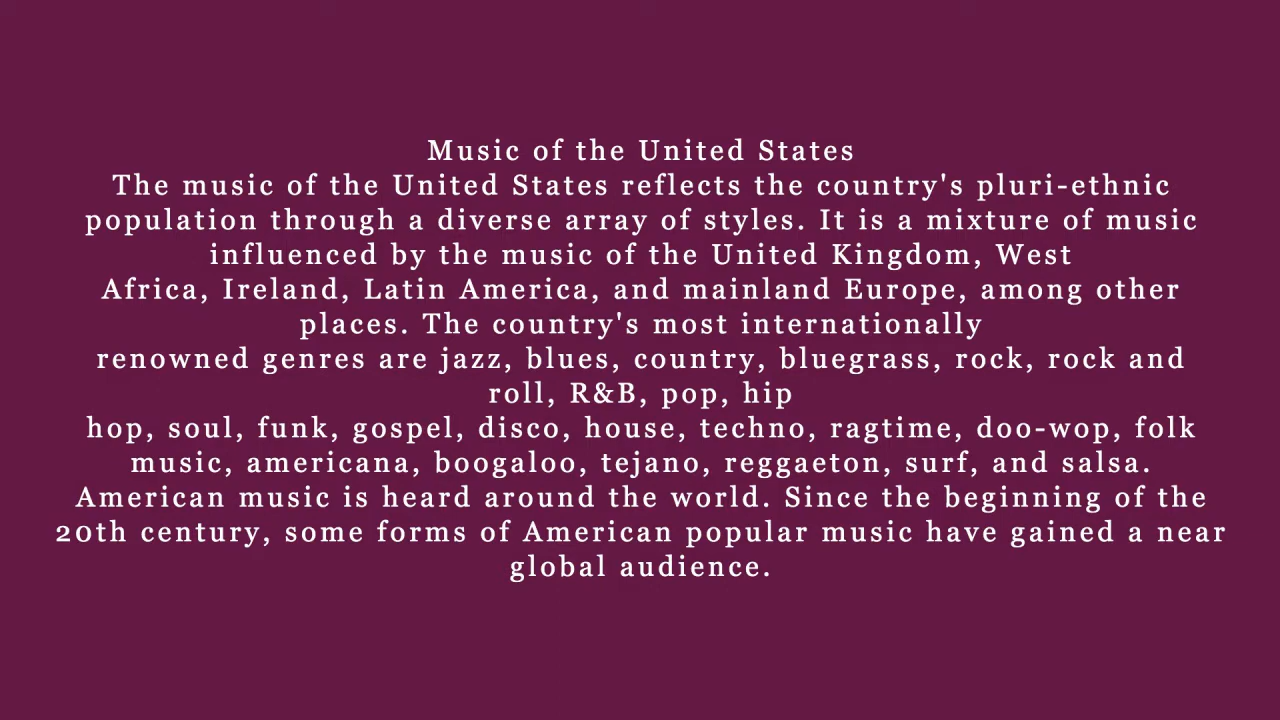 Music of the United States
The music of the United States reflects the country's pluri-ethnic
population through a diverse array of styles. It is a mixture of music
influenced by the music of the United Kingdom, West
Africa, Ireland, Latin America, and mainland Europe, among other
places. The country's most internationally
renowned genres are jazz, blues, country, bluegrass, rock, rock and
roll, R&B, pop, hip
hop, soul, funk, gospel, disco, house, techno, ragtime, doo-wop, folk
music, americana, boogaloo, tejano, reggaeton, surf, and salsa.
American music is heard around the world. Since the beginning of the
20th century, some forms of American popular music have gained a near
global audience.